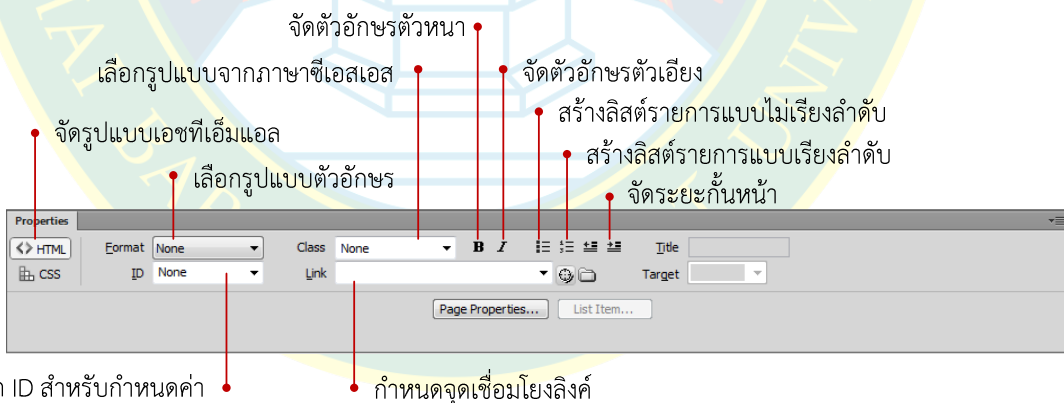 จัดตัวอักษรตัวหนา
เลือกรูปแบบจากภาษาซีเอสเอส
จัดตัวอักษรตัวเอียง
สร้างลิสต์รายการแบบไม่เรียงลำดับ
จัดรูปแบบเอชทีเอ็มแอล
สร้างลิสต์รายการแบบเรียงลำดับ
เลือกรูปแบบตัวอักษร
จัดระยะกั้นหน้า
Properties
<> HTML Format None Class None B I Title
CSS ID None Link Target
Page Properties... List Item...
ID สำหรับกำหนดค่า
กำหนดจุดเชื่อมโยงลิงค์